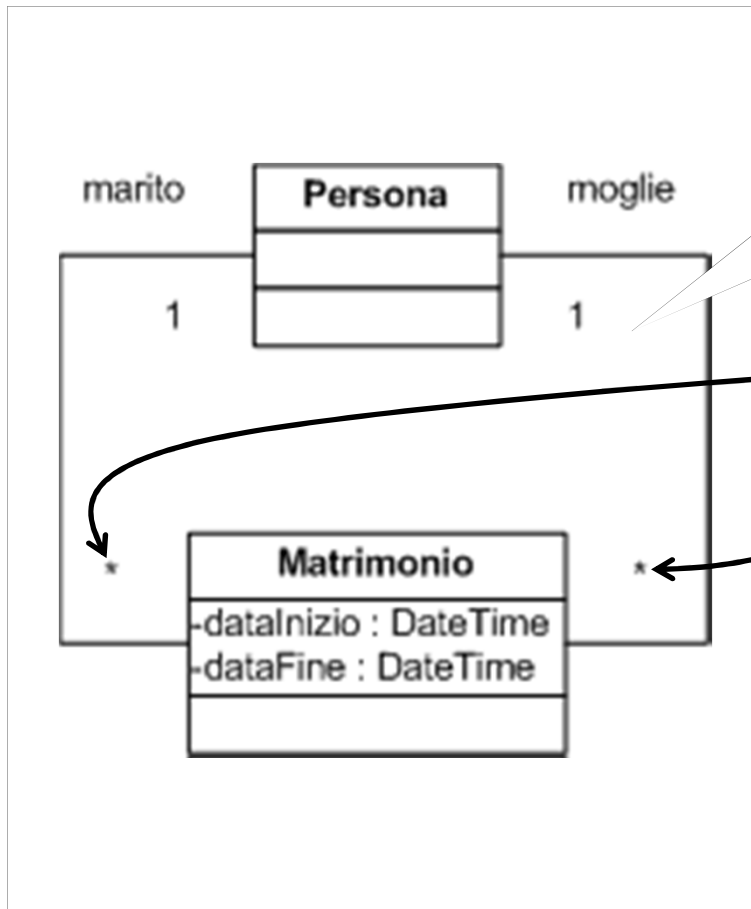 marito Persona moglie
1 1
* Matrimonio *
-dataInizio : DateTime
-dataFine : DateTime